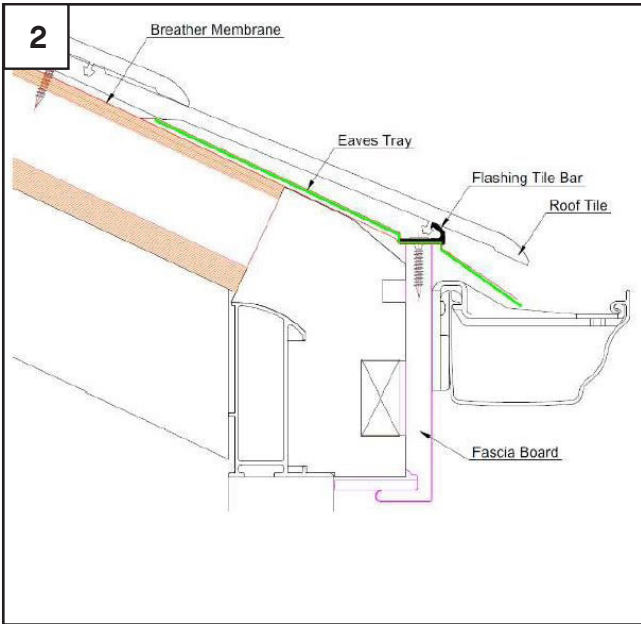 2
Breather Membrane
Eaves Tray
Flashing Tile Bar
Roof Tile
Fascia Board